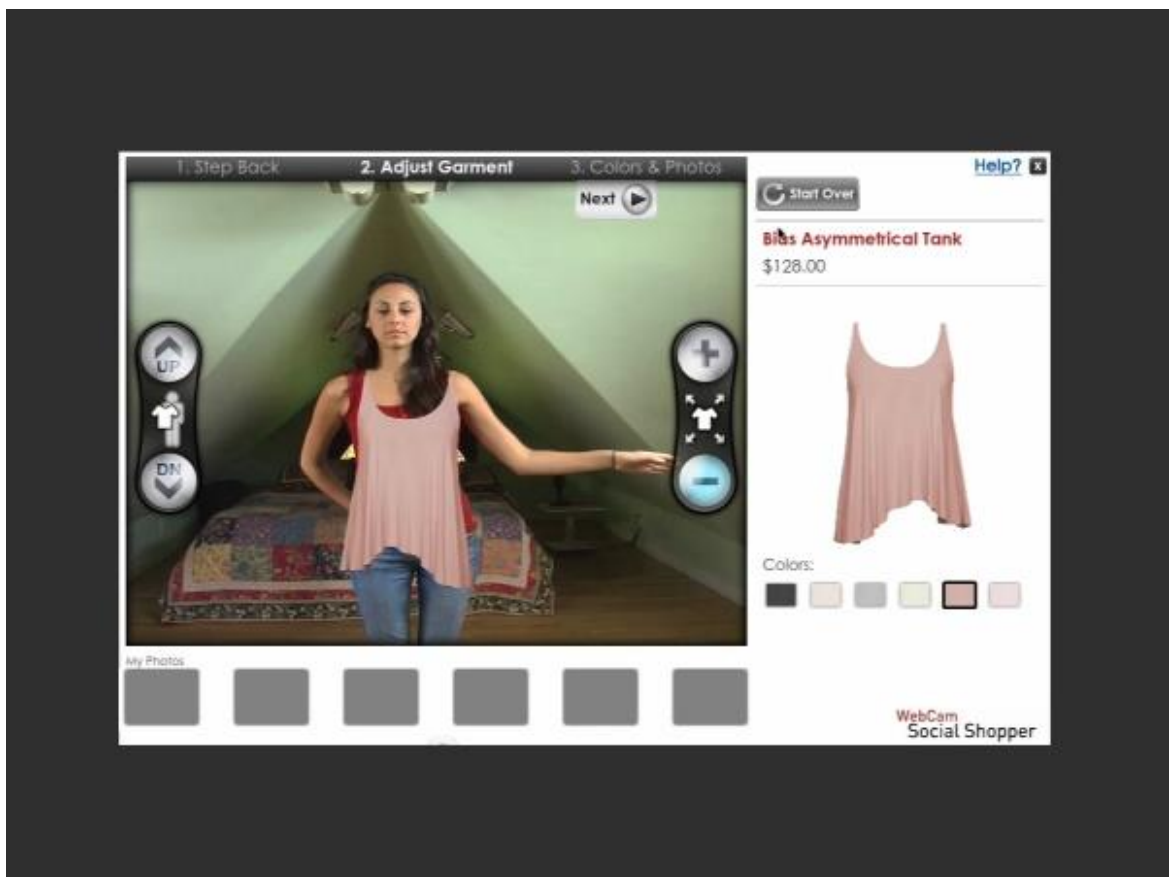 1. Step Back
2. Adjust Garment
3. Colors & Photos
Help?
x
Next
Start Over
Bias Asymmetrical Tank
$128.00
UP
DN
+
-
Colors:
My Photos
WebCam
Social Shopper